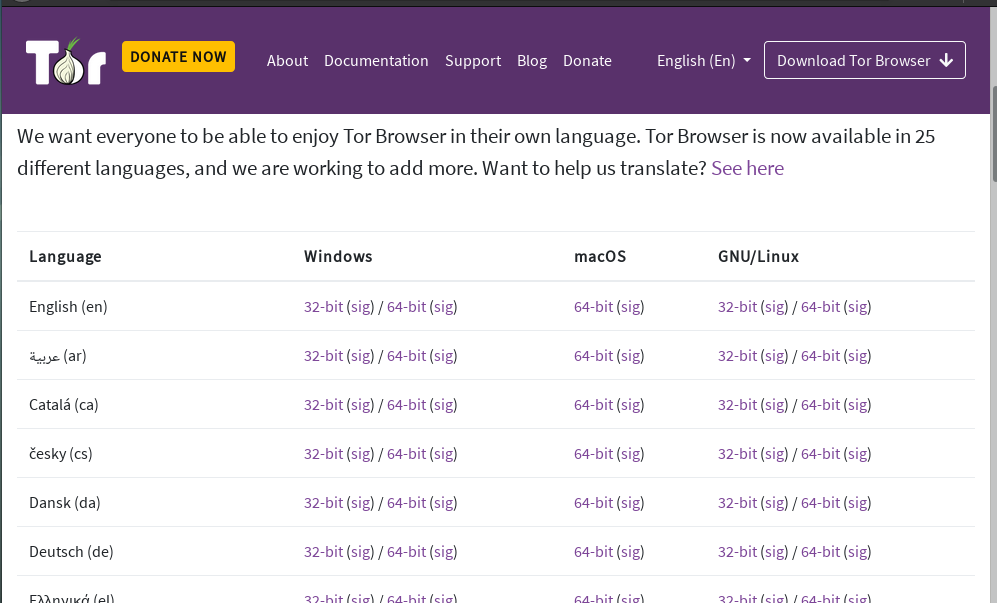 Tor DONATE NOW About Documentation Support Blog Donate English (En) Download Tor Browser
We want everyone to be able to enjoy Tor Browser in their own language. Tor Browser is now available in 25
different languages, and we are working to add more. Want to help us translate? See here
Language Windows macOS GNU/Linux
English (en) 32-bit (sig) / 64-bit (sig) 64-bit (sig) 32-bit (sig) / 64-bit (sig)
عربية (ar) 32-bit (sig) / 64-bit (sig) 64-bit (sig) 32-bit (sig) / 64-bit (sig)
Catalá (ca) 32-bit (sig) / 64-bit (sig) 64-bit (sig) 32-bit (sig) / 64-bit (sig)
česky (cs) 32-bit (sig) / 64-bit (sig) 64-bit (sig) 32-bit (sig) / 64-bit (sig)
Dansk (da) 32-bit (sig) / 64-bit (sig) 64-bit (sig) 32-bit (sig) / 64-bit (sig)
Deutsch (de) 32-bit (sig) / 64-bit (sig) 64-bit (sig) 32-bit (sig) / 64-bit (sig)
Ελληνικά (el) 32-bit (sig) / 64-bit (sig) 64-bit (sig) 32-bit (sig) / 64-bit (sig)